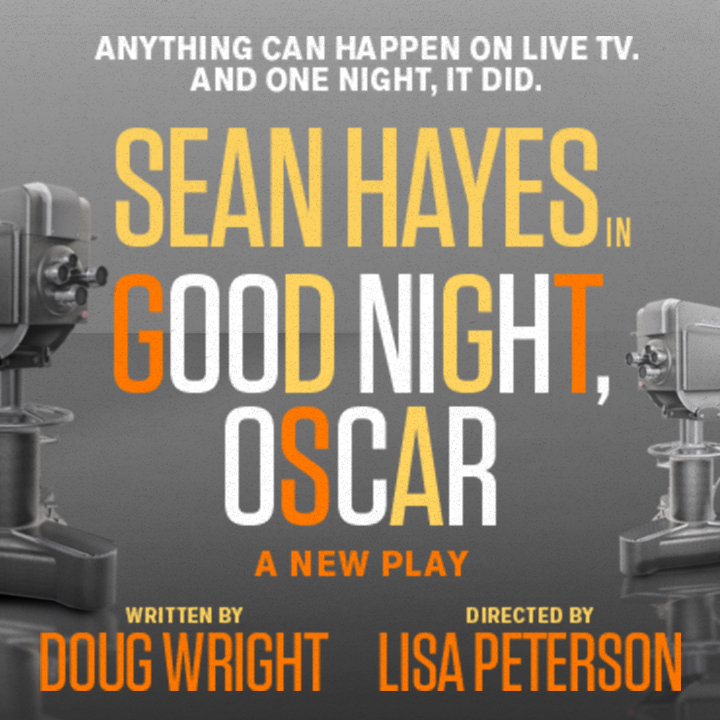 ANYTHING CAN HAPPEN ON LIVE TV.
AND ONE NIGHT, IT DID.
SEAN HAYES IN
GOOD NIGHT,
OSCAR
A NEW PLAY
WRITTEN BY
DOUG WRIGHT
DIRECTED BY
LISA PETERSON